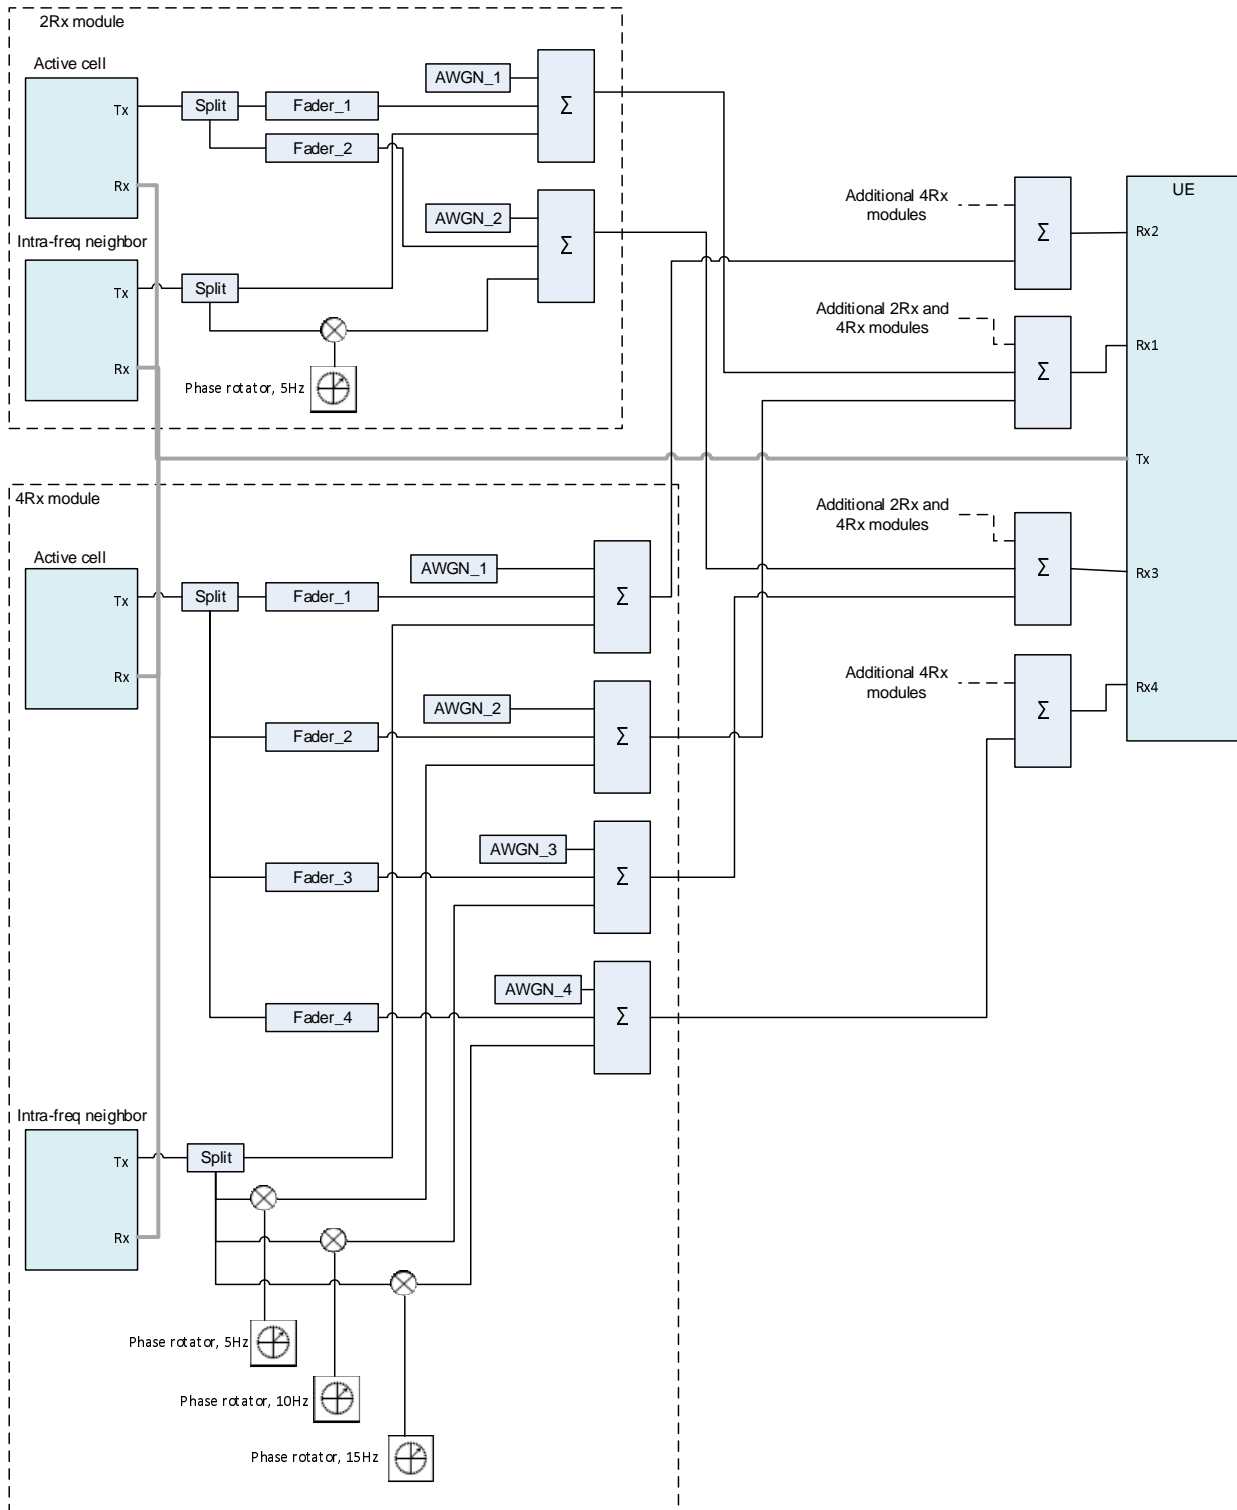 2Rx module
Active cell
Tx
Split
Fader_1
AWGN_1
Σ
Fader_2
Rx
Intra-freq neighbor
AWGN_2
Σ
Tx
Split
Rx
Phase rotator, 5Hz
4Rx module
Active cell
Tx
Split
Fader_1
AWGN_1
Σ
Rx
Fader_2
AWGN_2
Σ
Fader_3
AWGN_3
Σ
Fader_4
AWGN_4
Σ
Intra-freq neighbor
Tx
Split
Rx
Phase rotator, 5Hz
Phase rotator, 10Hz
Phase rotator, 15Hz
Additional 4Rx
modules
Σ
Additional 2Rx and
4Rx modules
Σ
Additional 2Rx and
4Rx modules
Σ
Additional 4Rx
modules
Σ
UE
Rx2
Rx1
Tx
Rx3
Rx4